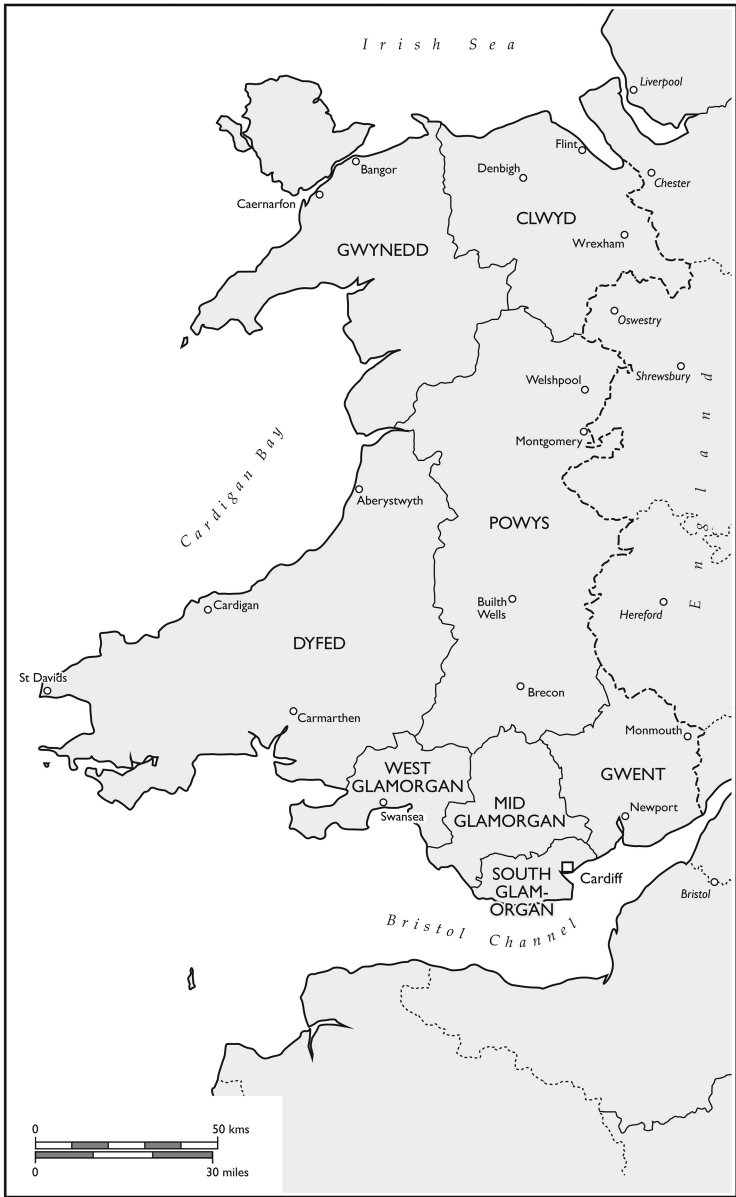 Irish Sea
Liverpool
Flint
Bangor
Denbigh
Chester
Caernarfon
CLWYD
Wrexham
GWYNEDD
Oswestry
Shrewsbury
Welshpool
Montgomery
England
Cardigan Bay
Aberystwyth
POWYS
Builth
Wells
Hereford
Cardigan
DYFED
St Davids
Brecon
Carmarthen
Monmouth
WEST
GLAMORGAN
GWENT
MID
GLAMORGAN
Newport
Swansea
SOUTH
GLAM-
ORGAN
Cardiff
Bristol
Bristol Channel
0
50 kms
0
30 miles